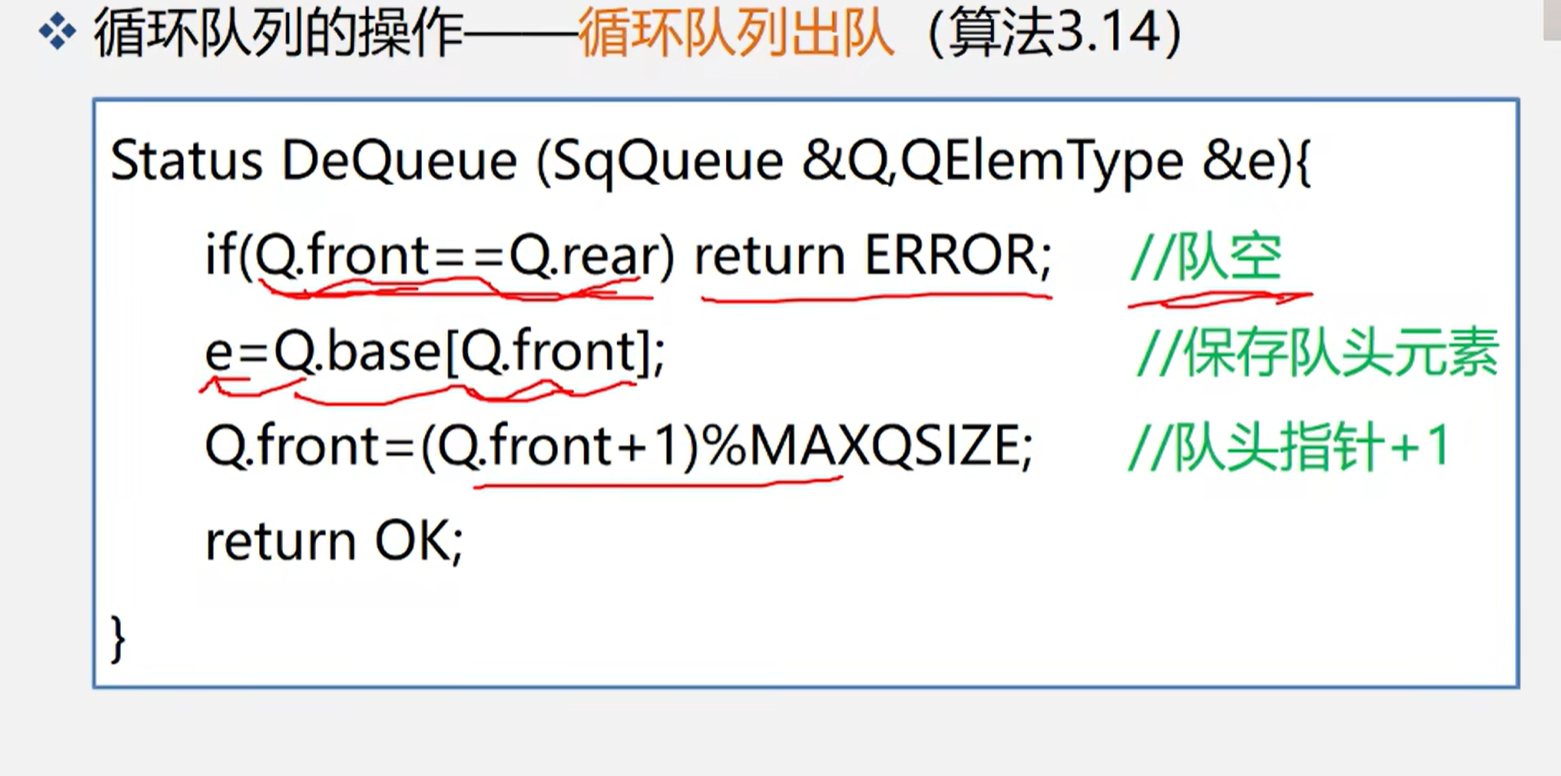 循环队列的操作——循环队列出队（算法3.14）
Status DeQueue (SqQueue &Q,QElemType &e){
if(Q.front==Q.rear) return ERROR; //队空
e=Q.base[Q.front]; //保存队头元素
Q.front=(Q.front+1)%MAXQSIZE; //队头指针+1
return OK;
}